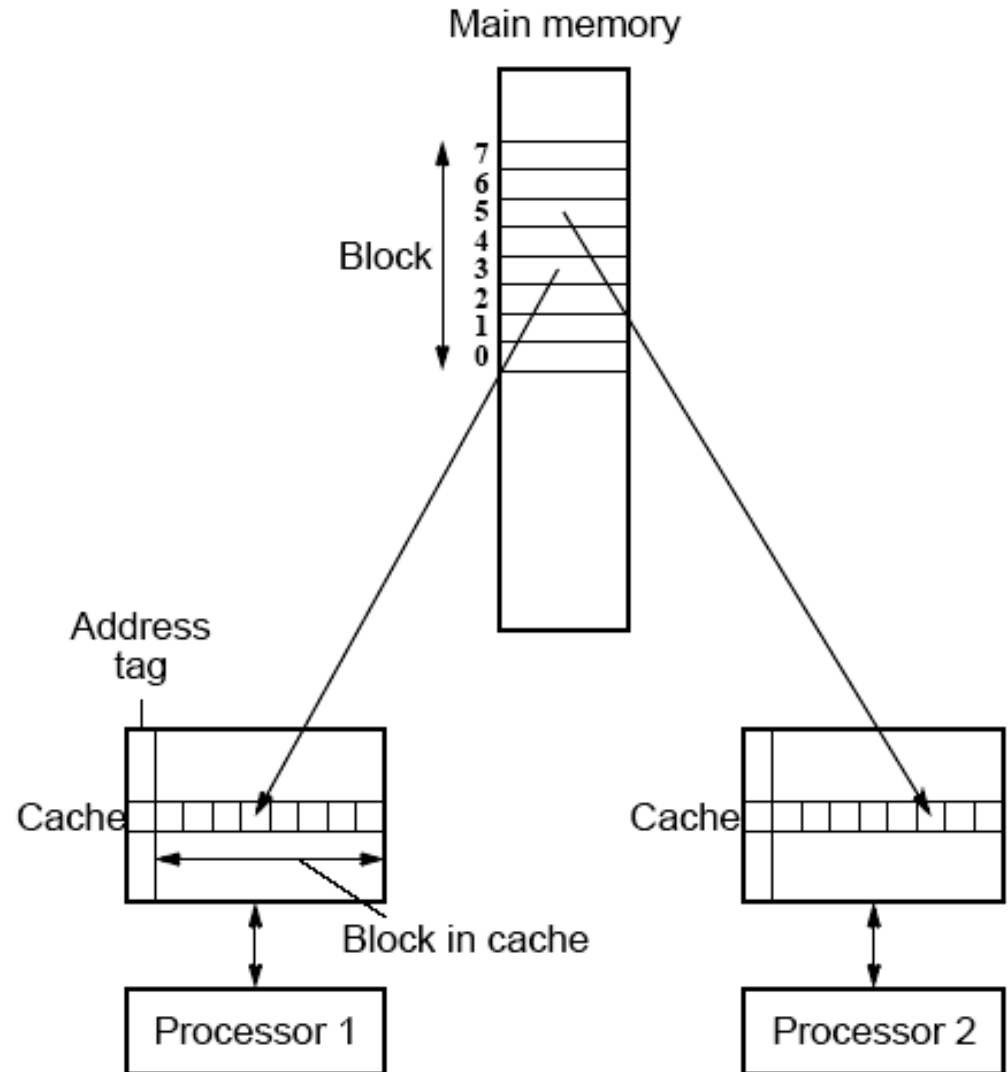 Main memory
7
6
5
4
3
2
1
0
Block
Address
tag
Cache
Cache
Block in cache
Processor 1
Processor 2